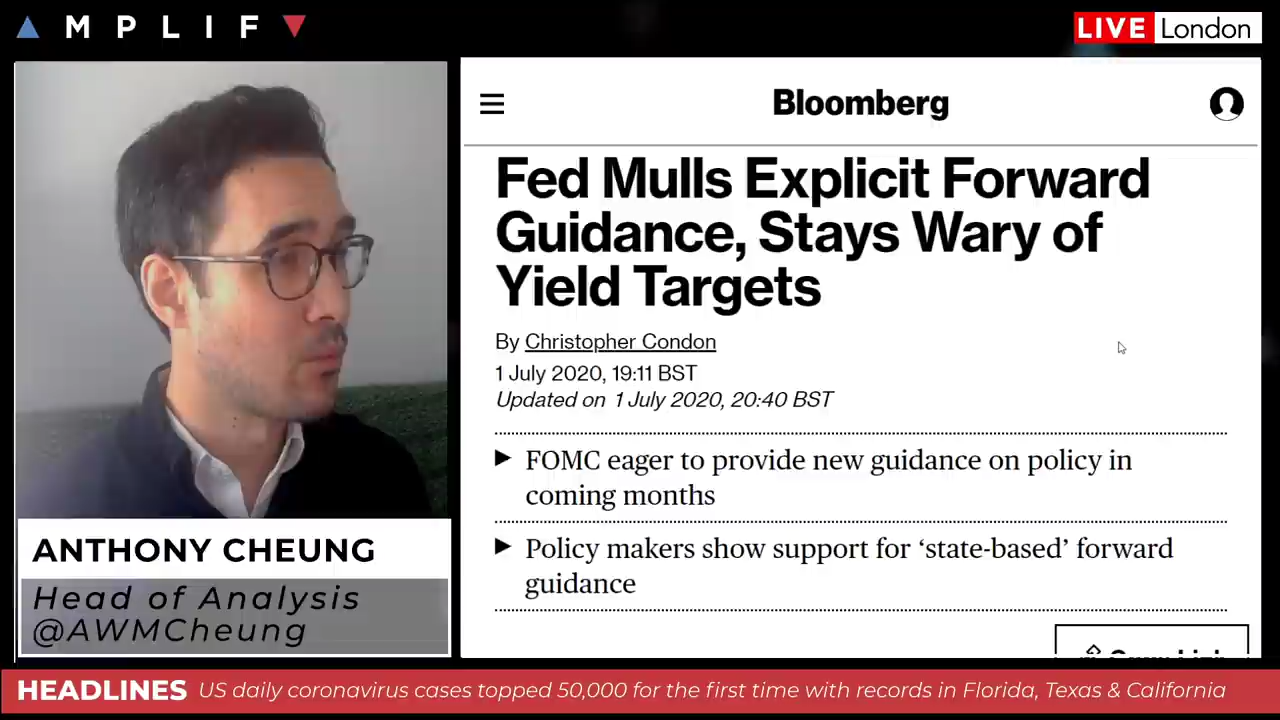 MPLIF
LIVE London
Bloomberg
Fed Mulls Explicit Forward
Guidance, Stays Wary of
Yield Targets
By Christopher Condon
1 July 2020, 19:11 BST
Updated on 1 July 2020, 20:40 BST
FOMC eager to provide new guidance on policy in
coming months
Policy makers show support for ‘state-based’ forward
guidance
ANTHONY CHEUNG
Head of Analysis
@AWMCheung
HEADLINES US daily coronavirus cases topped 50,000 for the first time with records in Florida, Texas & California